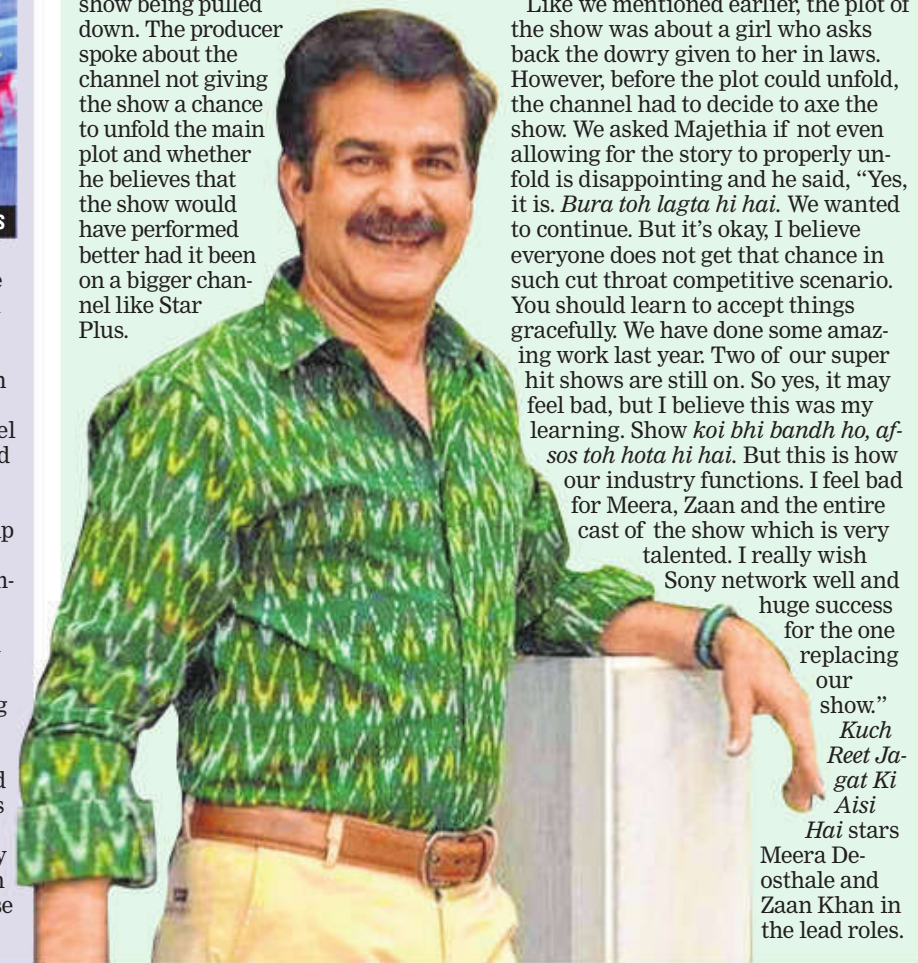 show being pulled
down. The producer
spoke about the
channel not giving
the show a chance
to unfold the main
plot and whether
he believes that
the show would
have performed
better had it been
on a bigger chan-
nel like Star
Plus.
Like we mentioned earlier, the plot of
the show was about a girl who asks
back the dowry given to her in laws.
However, before the plot could unfold,
the channel had to decide to axe the
show. We asked Majethia if not even
allowing for the story to properly un-
fold is disappointing and he said, “Yes,
it is. Bura toh lagta hi hai. We wanted
to continue. But it’s okay, I believe
everyone does not get that chance in
such cut throat competitive scenario.
You should learn to accept things
gracefully. We have done some amaz-
ing work last year. Two of our super
hit shows are still on. So yes, it may
feel bad, but I believe this was my
learning. Show koi bhi bandh ho, af-
sos toh hota hi hai. But this is how
our industry functions. I feel bad
for Meera, Zaan and the entire
cast of the show which is very
talented. I really wish
Sony network well and
huge success
for the one
replacing
our
show.”
Kuch
Reet Ja-
gat Ki
Aisi
Hai stars
Meera De-
osthale and
Zaan Khan in
the lead roles.